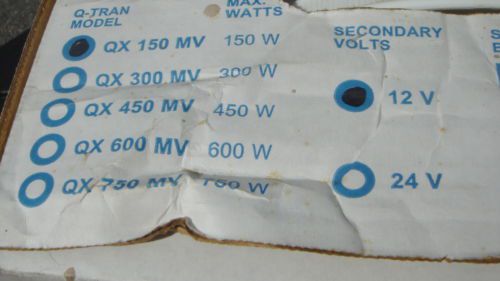 Q-TRAN
MODEL
MAX.
WATTS
QX 150 MV 150 W
QX 300 MV 300 W
QX 450 MV 450 W
QX 600 MV 600 W
QX 750 MV 750 W
SECONDARY
VOLTS
12 V
24 V